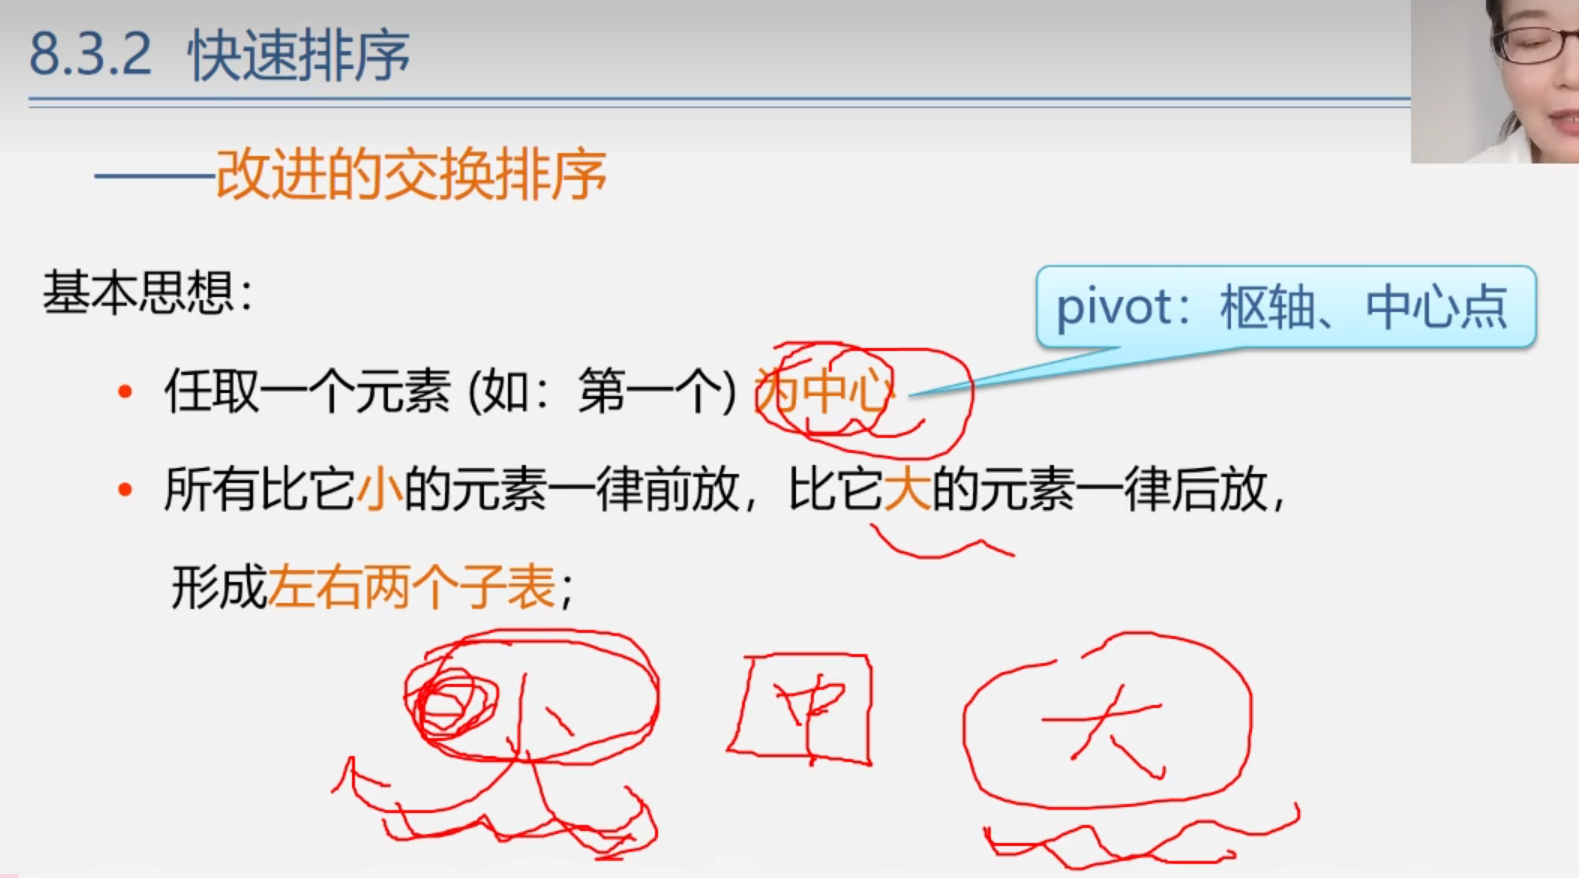 8.3.2 快速排序
——改进的交换排序
基本思想：
pivot：枢轴、中心点
• 任取一个元素 (如：第一个) 为中心
• 所有比它小的元素一律前放，比它大的元素一律后放，
形成左右两个子表；
小 中 大